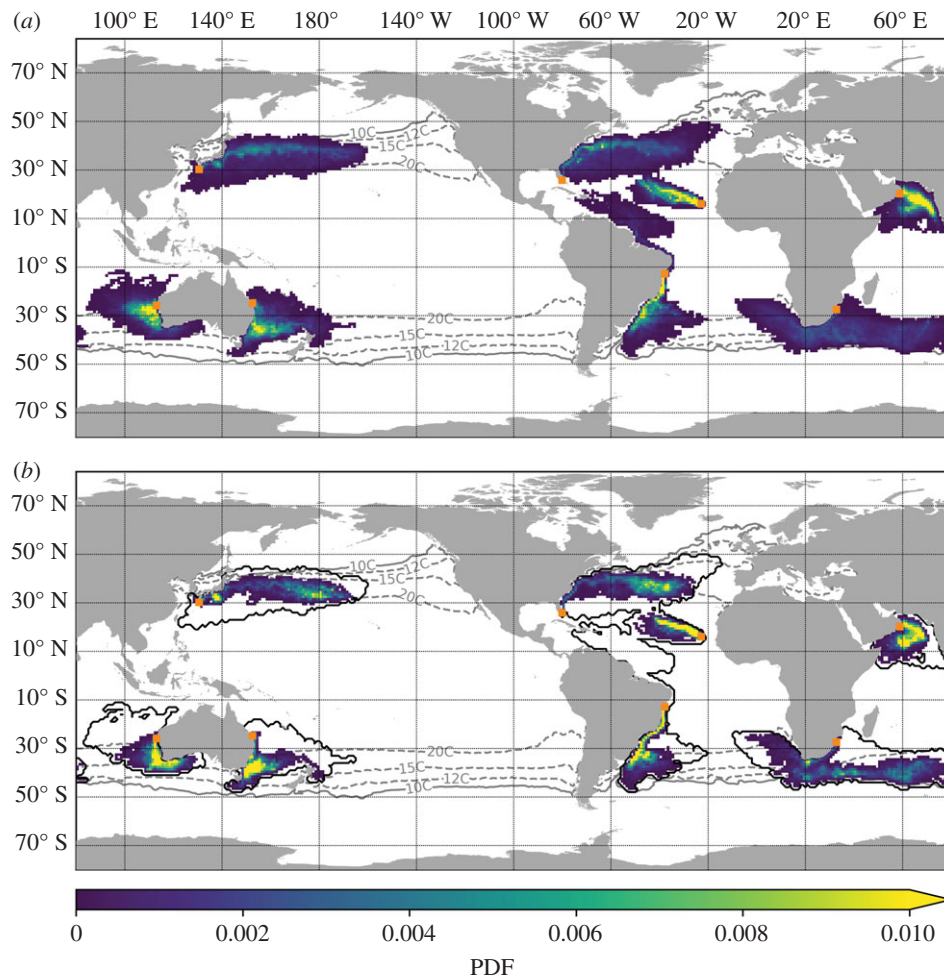 (a) 100° E 140° E 180° 140° W 100° W 60° W 20° W 20° E 60° E
70° N
50° N
10C 12C
15C
30° N
20C
10° N
10° S
30° S
20C
15C
12C
10C
50° S
70° S
(b)
70° N
50° N
10C 12C
15C
30° N
20C
10° N
10° S
30° S
20C
15C
12C
10C
50° S
70° S
0 0.002 0.004 0.006 0.008 0.010
PDF